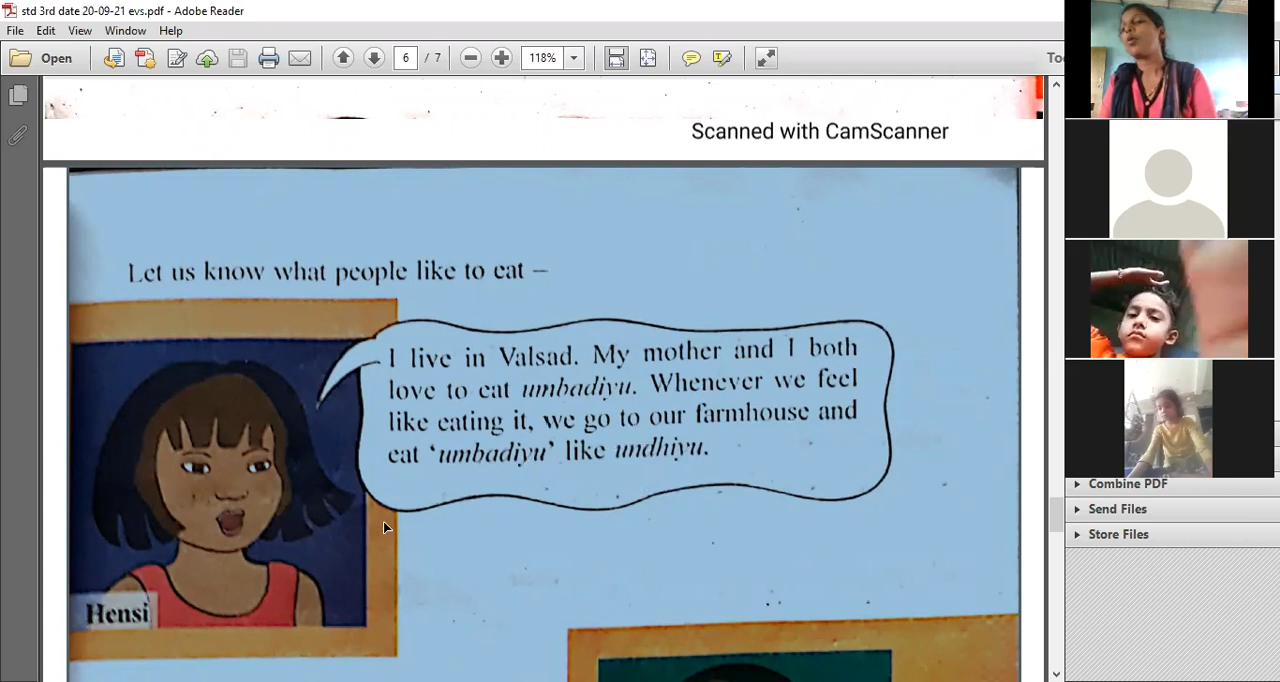 std 3rd date 20-09-21 evs.pdf - Adobe Reader
File Edit View Window Help
Open 6 / 7 118% To
Scanned with CamScanner
Let us know what people like to eat –
I live in Valsad. My mother and I both
love to eat umbadiyu. Whenever we feel
like eating it, we go to our farmhouse and
eat ‘umbadiyu’ like undhiyu.
Hensi
Combine PDF
Send Files
Store Files